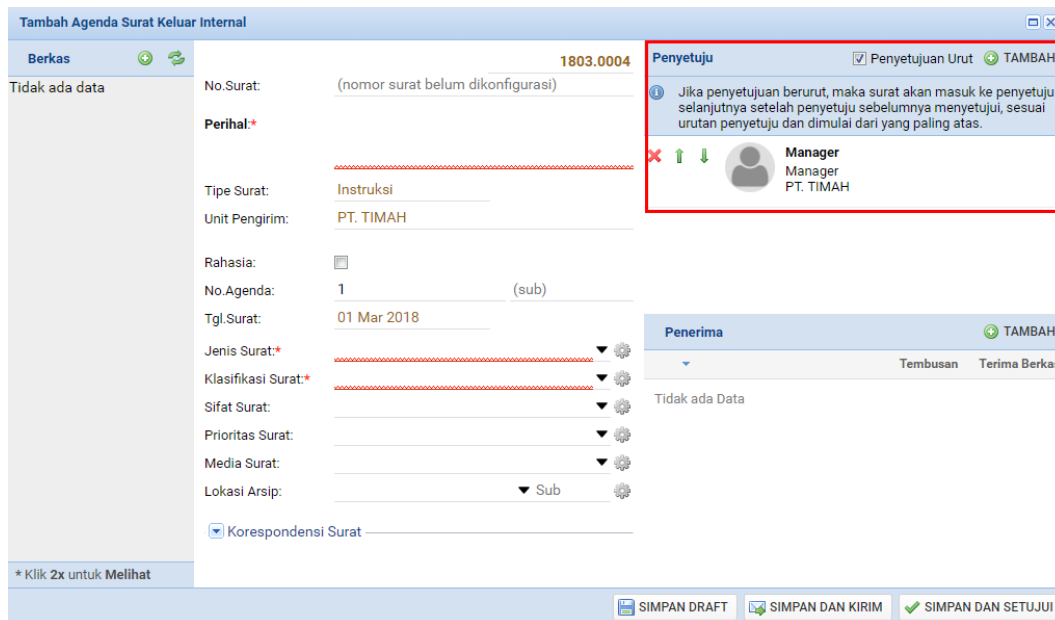 Tambah Agenda Surat Keluar Internal
Berkas
Tidak ada data
* Klik 2x untuk Melihat
1803.0004
No.Surat: (nomor surat belum dikonfigurasi)
Perihal:*
Tipe Surat: Instruksi
Unit Pengirim: PT. TIMAH
Rahasia:
No.Agenda: 1 (sub)
Tgl.Surat: 01 Mar 2018
Jenis Surat:*
Klasifikasi Surat:*
Sifat Surat:
Prioritas Surat:
Media Surat:
Lokasi Arsip: Sub
Korespondensi Surat
Penyetuju Penyetujuan Urut TAMBAH
Jika penyetujuan berurut, maka surat akan masuk ke penyetuju
selanjutnya setelah penyetuju sebelumnya menyetujui, sesuai
urutan penyetuju dan dimulai dari yang paling atas.
Manager
Manager
PT. TIMAH
Penerima TAMBAH
Tembusan Terima Berkas
Tidak ada Data
SIMPAN DRAFT SIMPAN DAN KIRIM SIMPAN DAN SETUJUI